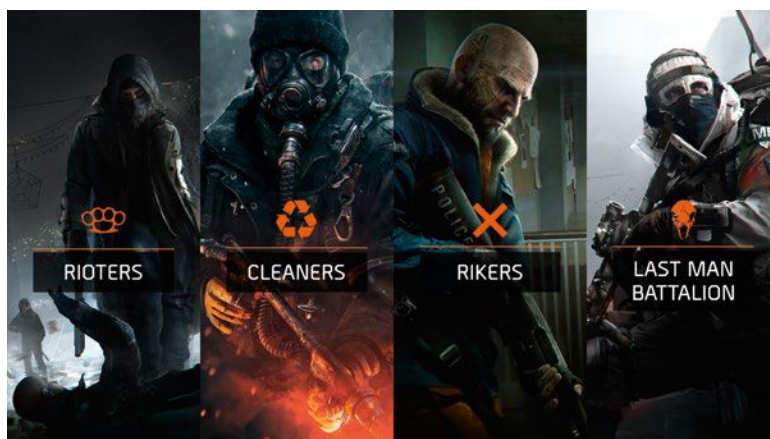 RIOTERS
CLEANERS
RIKERS
LAST MAN
BATTALION
POLICE